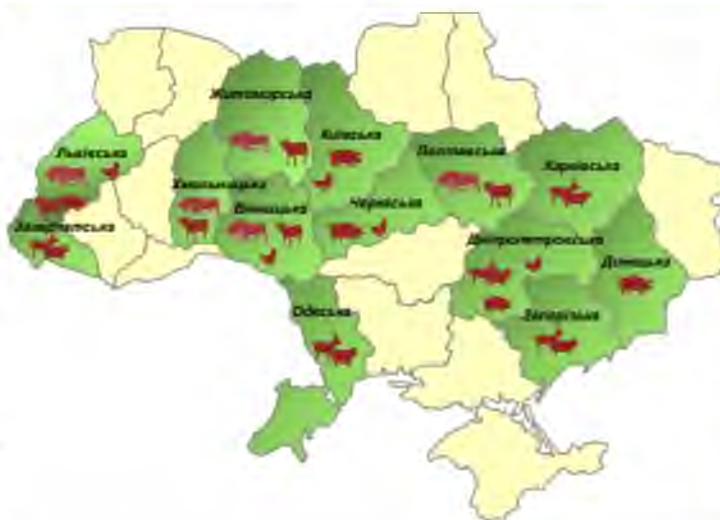 Житомирська
Київська
Полтавська
Харківська
Львівська
Хмельницька
Вінницька
Черкаська
Закарпатська
Дніпропетровська
Донецька
Одеська
Запорізька